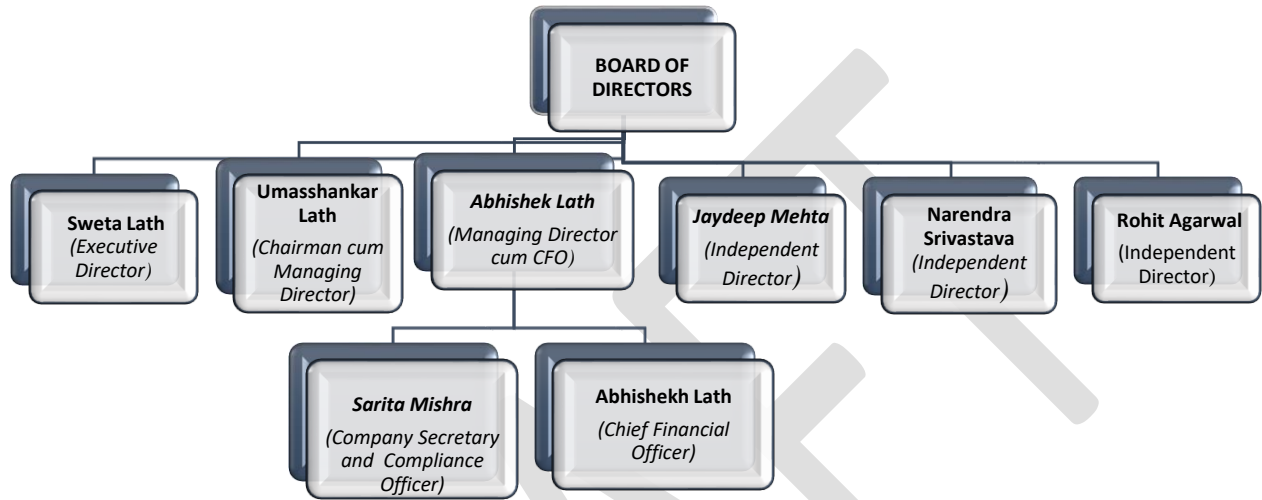 BOARD OF
DIRECTORS
Sweta Lath
(Executive
Director)
Umasshankar
Lath
(Chairman cum
Managing
Director)
Abhishek Lath
(Managing Director
cum CFO)
Jaydeep Mehta
(Independent
Director)
Narendra
Srivastava
(Independent
Director)
Rohit Agarwal
(Independent
Director)
Sarita Mishra
(Company Secretary
and Compliance
Officer)
Abhishekh Lath
(Chief Financial
Officer)